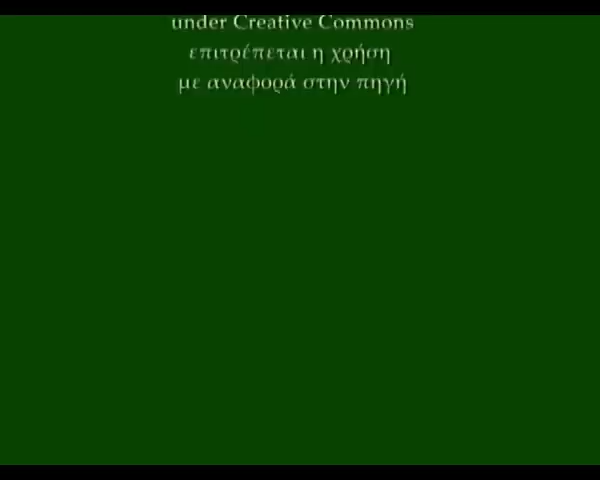 under Creative Commons
επιτρέπεται η χρήση
με αναφορά στην πηγή